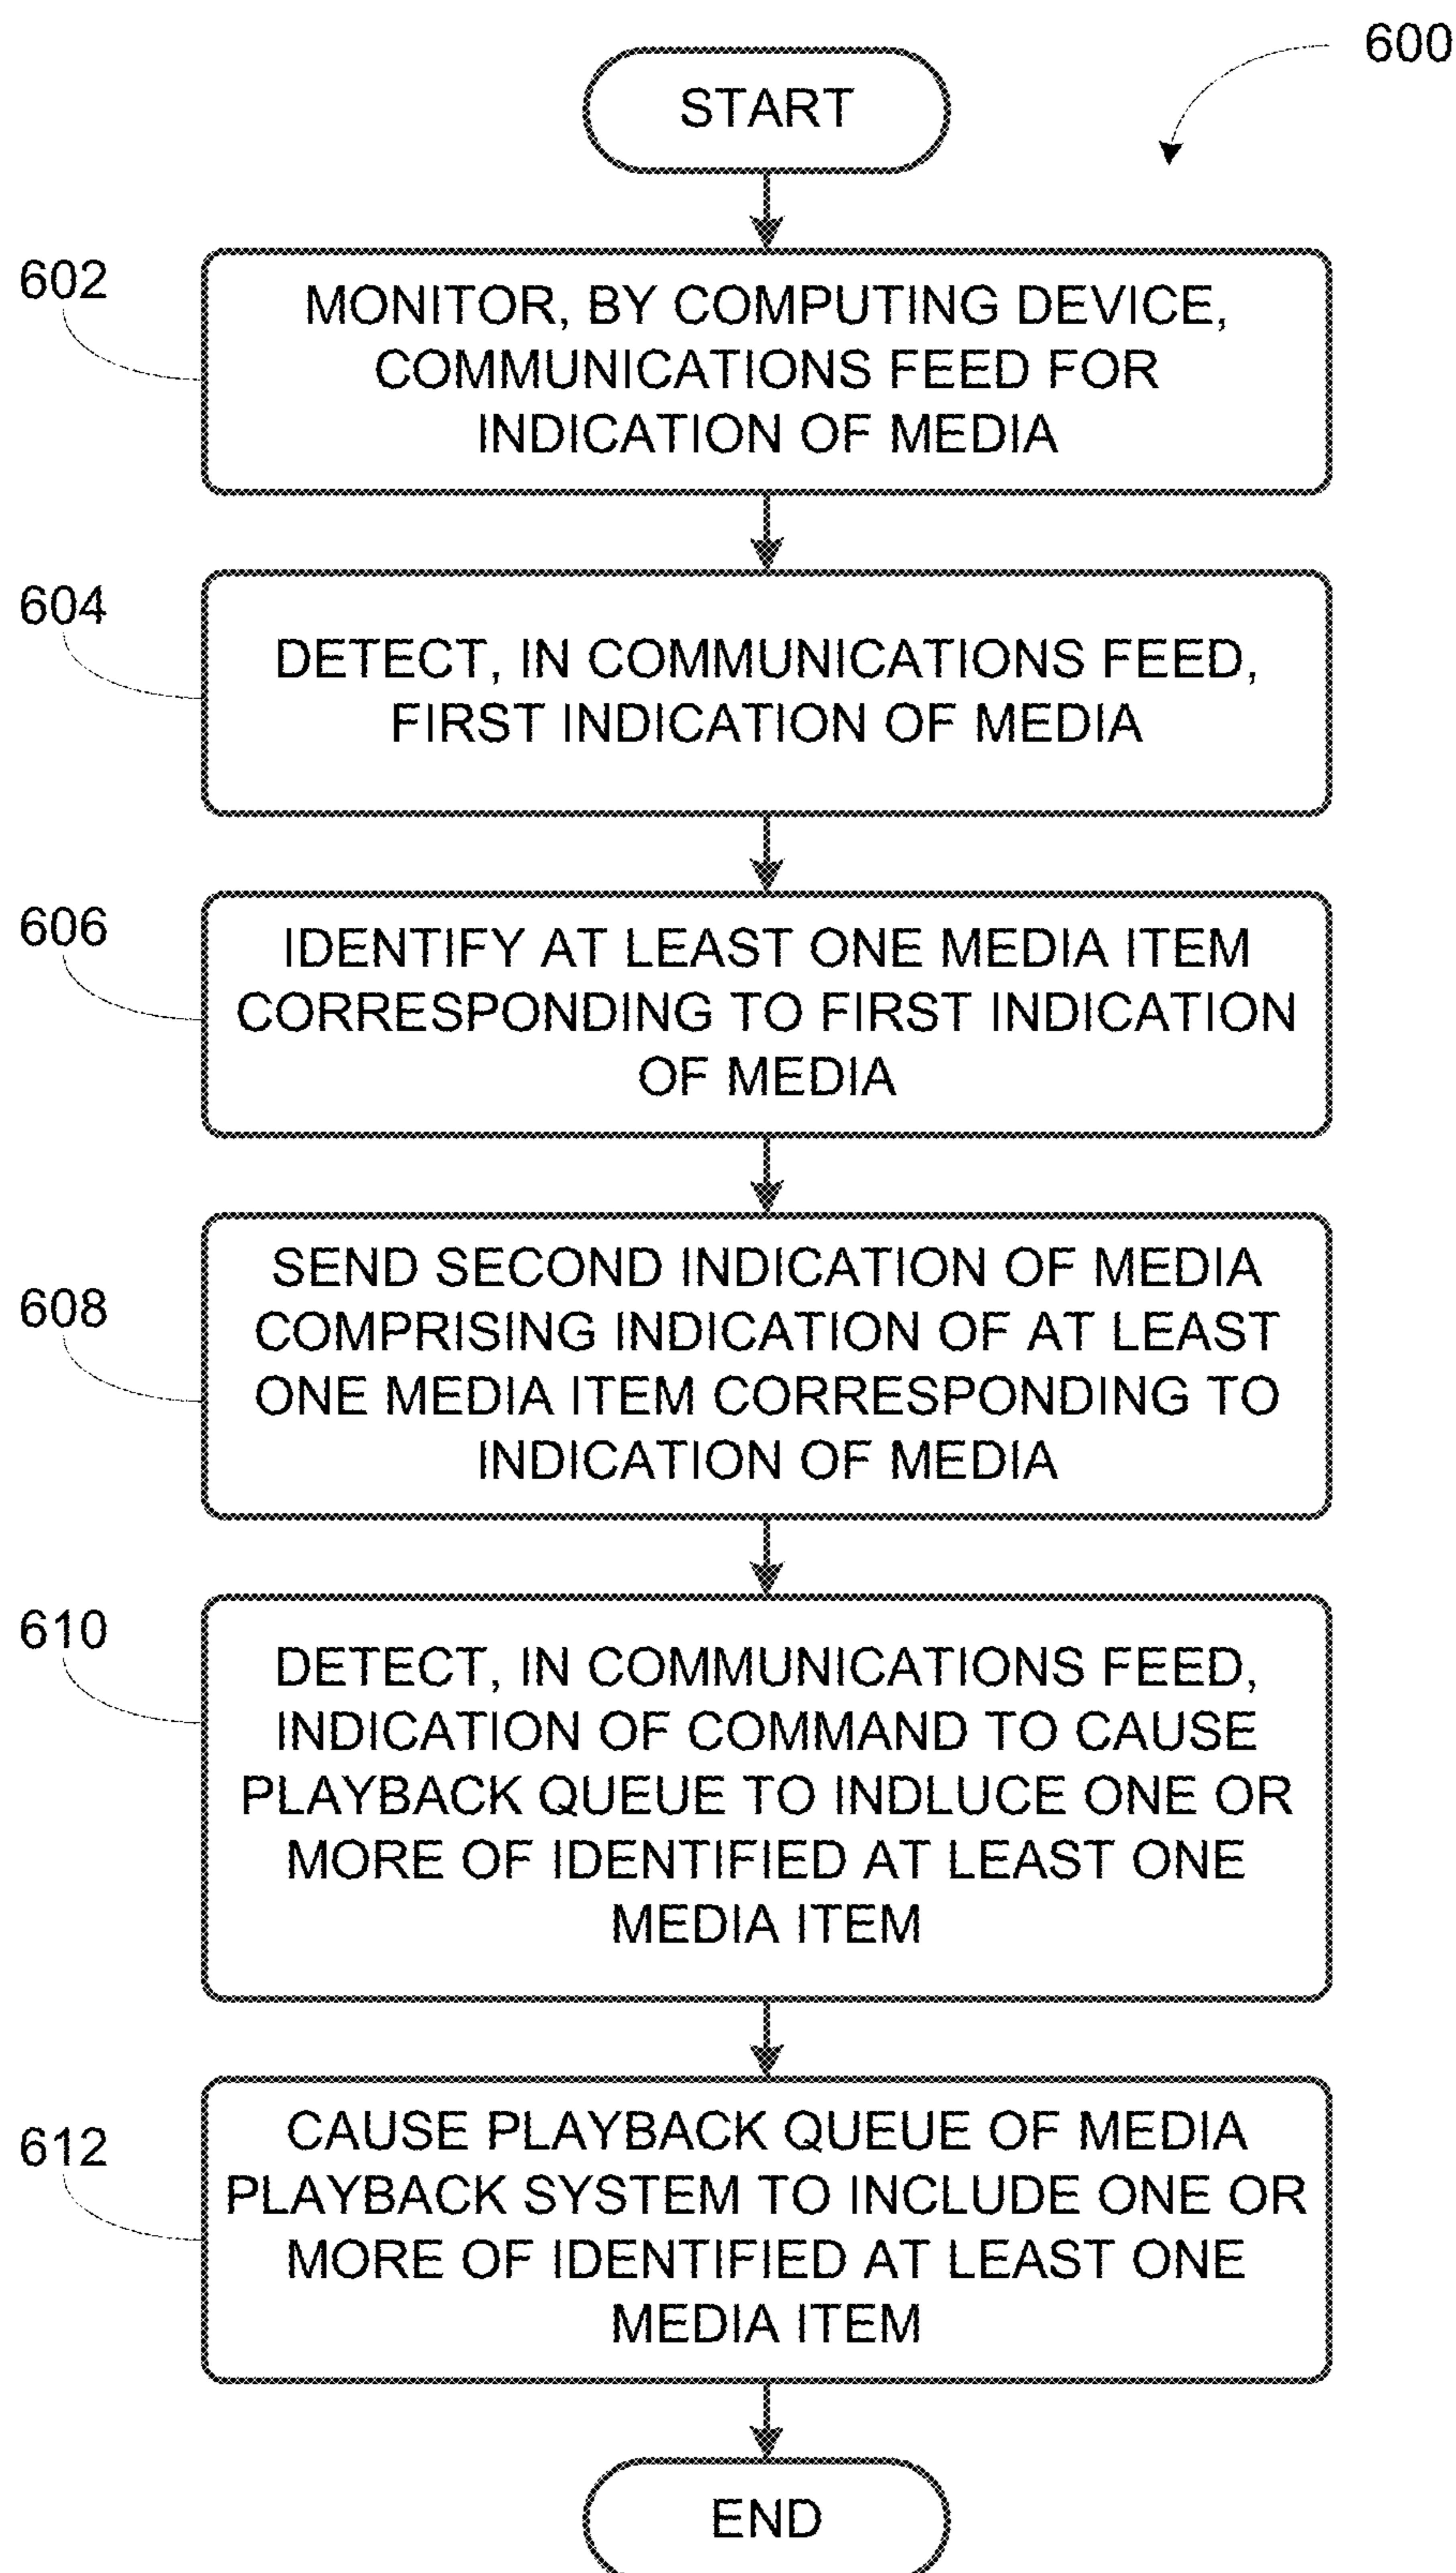 600
START
602
MONITOR, BY COMPUTING DEVICE,
COMMUNICATIONS FEED FOR
INDICATION OF MEDIA
604
DETECT, IN COMMUNICATIONS FEED,
FIRST INDICATION OF MEDIA
606
IDENTIFY AT LEAST ONE MEDIA ITEM
CORRESPONDING TO FIRST INDICATION
OF MEDIA
608
SEND SECOND INDICATION OF MEDIA
COMPRISING INDICATION OF AT LEAST
ONE MEDIA ITEM CORRESPONDING TO
INDICATION OF MEDIA
610
DETECT, IN COMMUNICATIONS FEED,
INDICATION OF COMMAND TO CAUSE
PLAYBACK QUEUE TO INDLUCE ONE OR
MORE OF IDENTIFIED AT LEAST ONE
MEDIA ITEM
612
CAUSE PLAYBACK QUEUE OF MEDIA
PLAYBACK SYSTEM TO INCLUDE ONE OR
MORE OF IDENTIFIED AT LEAST ONE
MEDIA ITEM
END